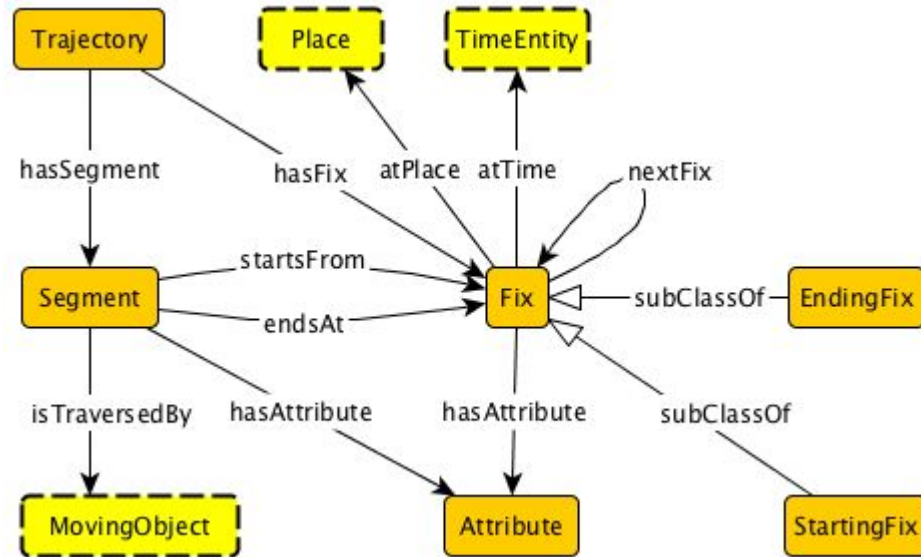 Trajectory
Place
TimeEntity
hasSegment
hasFix
atPlace
atTime
nextFix
startsFrom
Segment
Fix
subClassOf
EndingFix
endsAt
isTraversedBy
hasAttribute
hasAttribute
subClassOf
MovingObject
Attribute
StartingFix